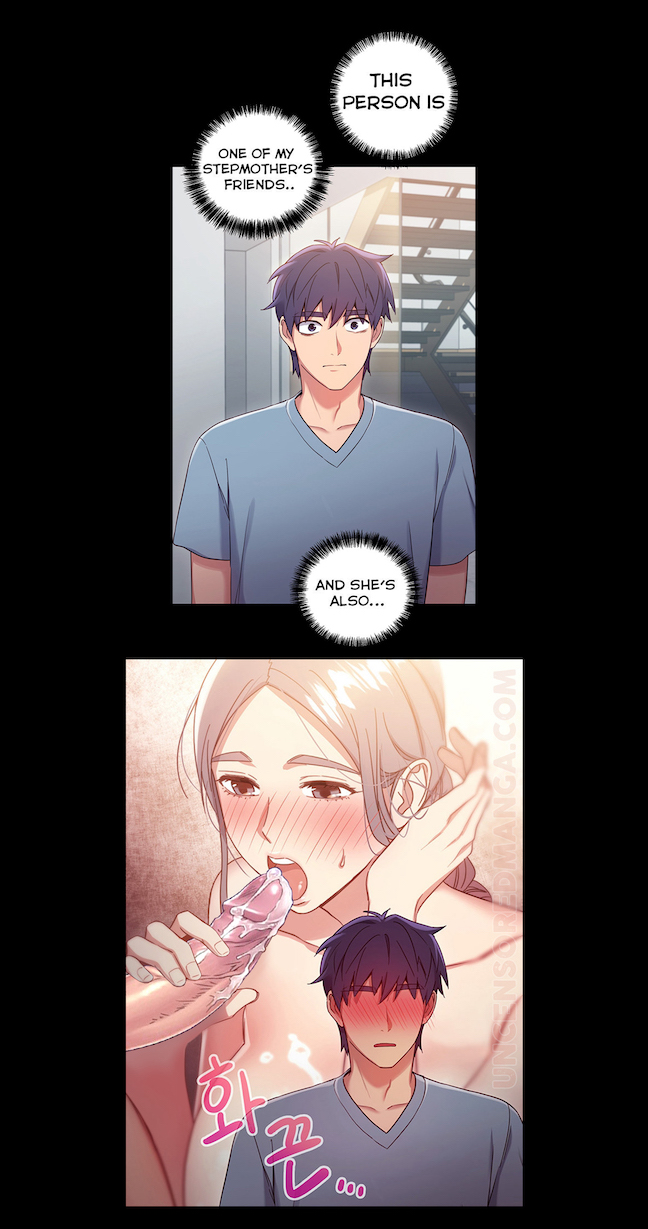 THIS
PERSON IS
ONE OF MY
STEPMOTHER'S
FRIENDS..
AND SHE'S
ALSO...
UNCENSOREDMANGA.COM
화
끈...